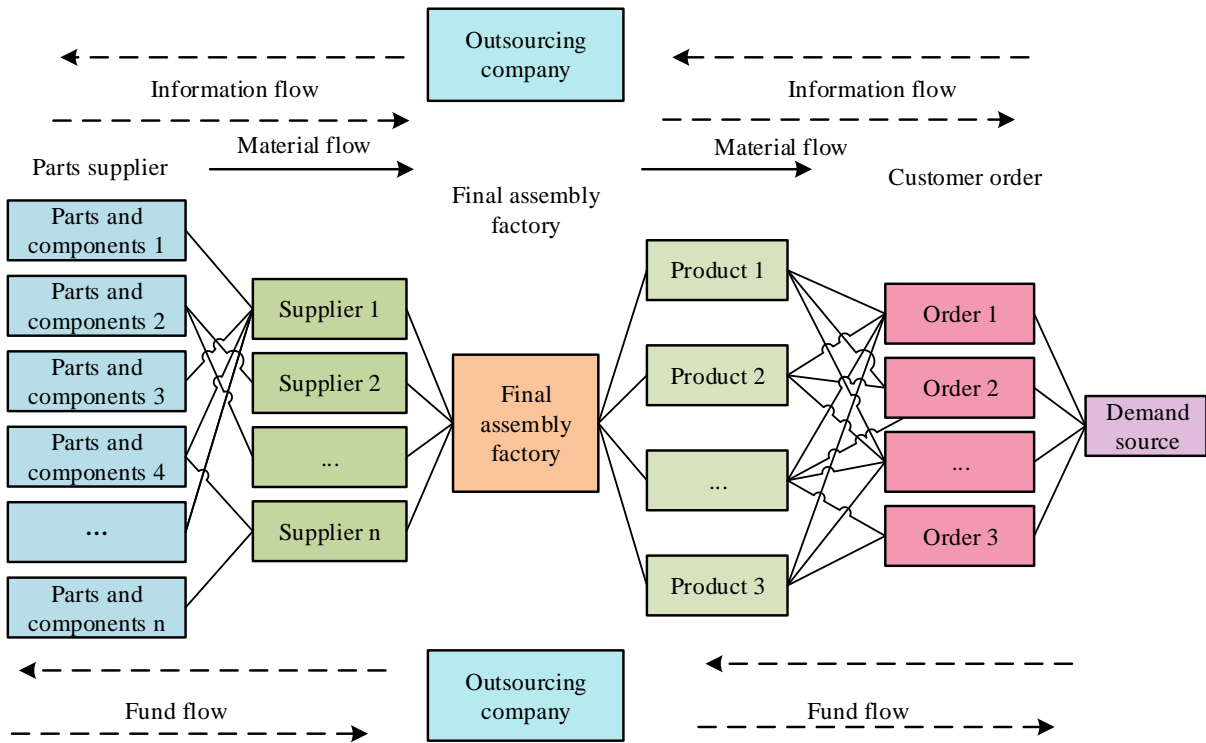 Outsourcing
company
Information flow
Information flow
Material flow
Material flow
Parts supplier
Final assembly
factory
Customer order
Parts and
components 1
Parts and
components 2
Parts and
components 3
Parts and
components 4
...
Parts and
components n
Supplier 1
Supplier 2
...
Supplier n
Final
assembly
factory
Product 1
Product 2
...
Product 3
Order 1
Order 2
...
Order 3
Demand
source
Outsourcing
company
Fund flow
Fund flow